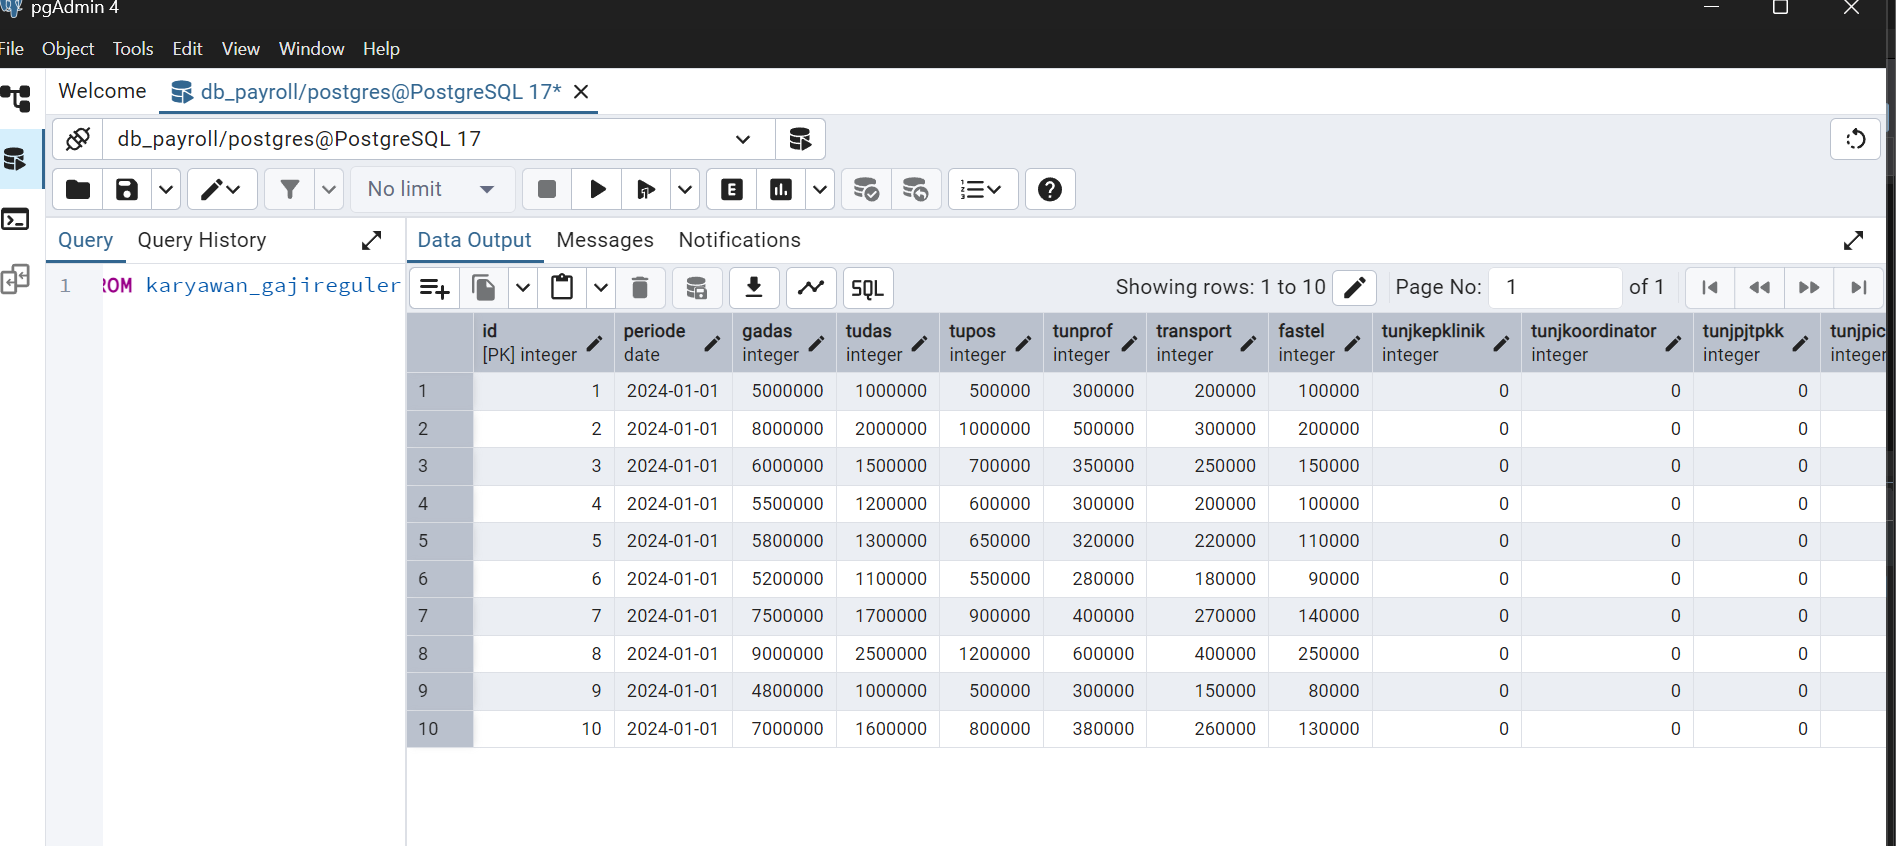 pgAdmin 4
File Object Tools Edit View Window Help
Welcome db_payroll/postgres@PostgreSQL 17*
db_payroll/postgres@PostgreSQL 17
No limit
Query Query History Data Output Messages Notifications
1 ROM karyawan_gajireguler
SQL Showing rows: 1 to 10 Page No: 1 of 1
id periode gadas tudas tupos tunprof transport fastel tunjkepklinik tunjkoordinator tunjpjtpkk tunjpic
[PK] integer date integer integer integer integer integer integer integer integer integer integer
1 1 2024-01-01 5000000 1000000 500000 300000 200000 100000 0 0 0
2 2 2024-01-01 8000000 2000000 1000000 500000 300000 200000 0 0 0
3 3 2024-01-01 6000000 1500000 700000 350000 250000 150000 0 0 0
4 4 2024-01-01 5500000 1200000 600000 300000 200000 100000 0 0 0
5 5 2024-01-01 5800000 1300000 650000 320000 220000 110000 0 0 0
6 6 2024-01-01 5200000 1100000 550000 280000 180000 90000 0 0 0
7 7 2024-01-01 7500000 1700000 900000 400000 270000 140000 0 0 0
8 8 2024-01-01 9000000 2500000 1200000 600000 400000 250000 0 0 0
9 9 2024-01-01 4800000 1000000 500000 300000 150000 80000 0 0 0
10 10 2024-01-01 7000000 1600000 800000 380000 260000 130000 0 0 0